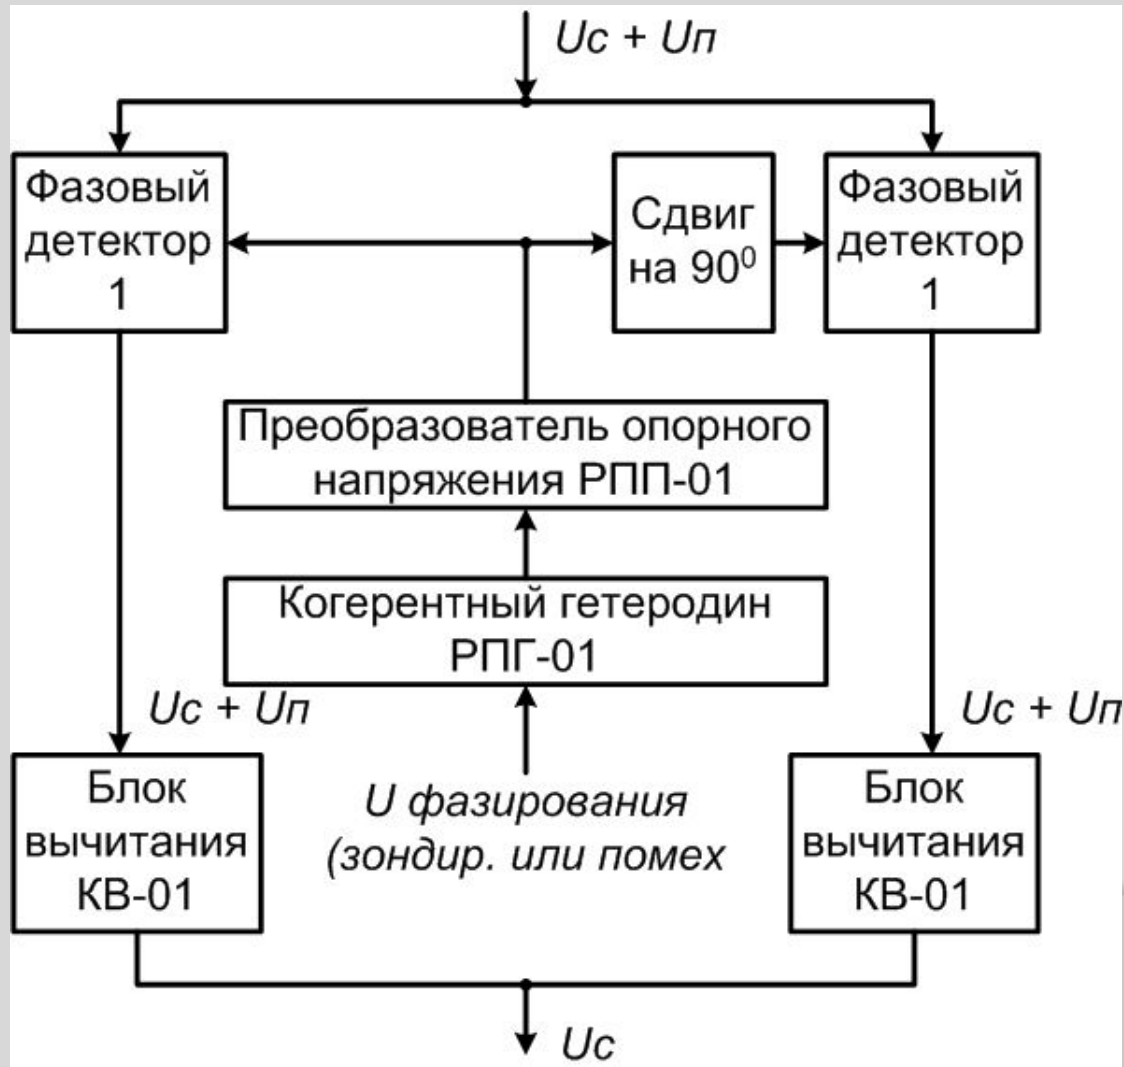 Uc + Uп
Фазовый
детектор
1
Сдвиг
на 90⁰
Фазовый
детектор
1
Преобразователь опорного
напряжения РПП-01
Когерентный гетеродин
РПГ-01
Uc + Uп
Uc + Uп
Блок
вычитания
КВ-01
U фазирования
(зондир. или помех
Блок
вычитания
КВ-01
Uc